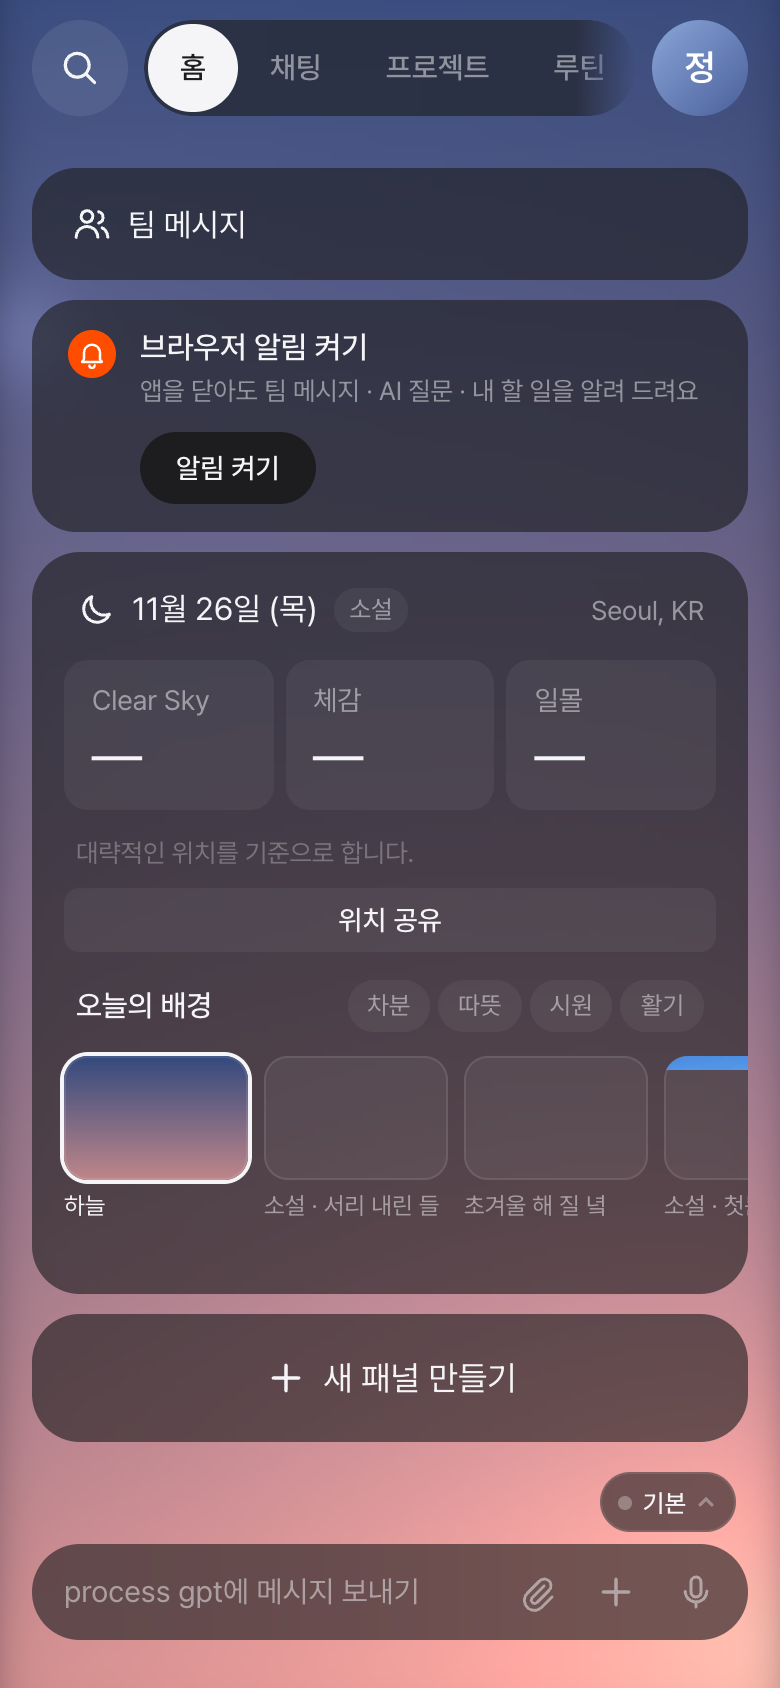 홈 채팅 프로젝트 루틴 정
팀 메시지
브라우저 알림 켜기
앱을 닫아도 팀 메시지 · AI 질문 · 내 할 일을 알려 드려요
알림 켜기
11월 26일 (목) 소설 Seoul, KR
Clear Sky 체감 일몰
— — —
대략적인 위치를 기준으로 합니다.
위치 공유
오늘의 배경 차분 따뜻 시원 활기
하늘 소설 · 서리 내린 들 초겨울 해 질 녘 소설 · 첫
새 패널 만들기
기본
process gpt에 메시지 보내기